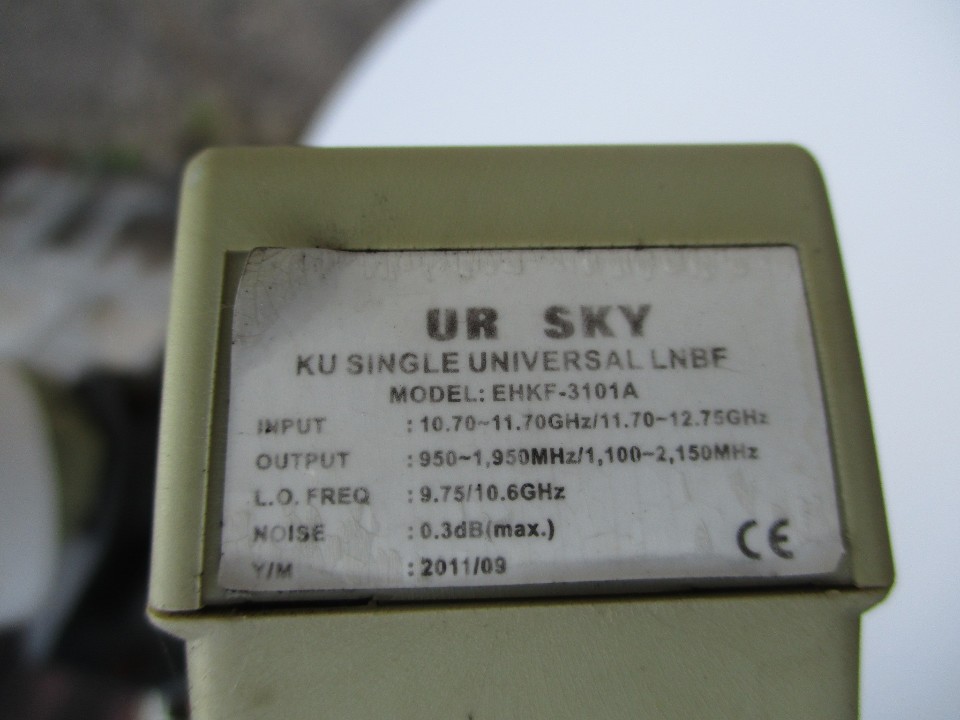 UR SKY
KU SINGLE UNIVERSAL LNBF
MODEL: EHKF-3101A
INPUT : 10.70~11.70GHz/11.70~12.75GHz
OUTPUT : 950~1,950MHz/1,100~2,150MHz
L.O. FREQ : 9.75/10.6GHz
NOISE : 0.3dB(max.)
CE
Y/M : 2011/09